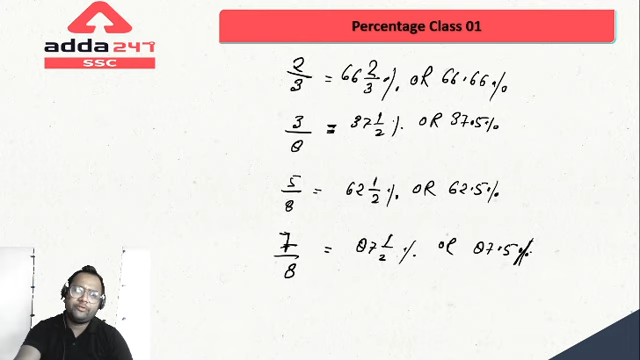 Percentage Class 01
adda247
SSC
2/3 = 66 2/3 % OR 66.66%
3/8 = 37 1/2 % OR 37.5%
5/8 = 62 1/2 % OR 62.5%
7/8 = 87 1/2 % OR 87.5%